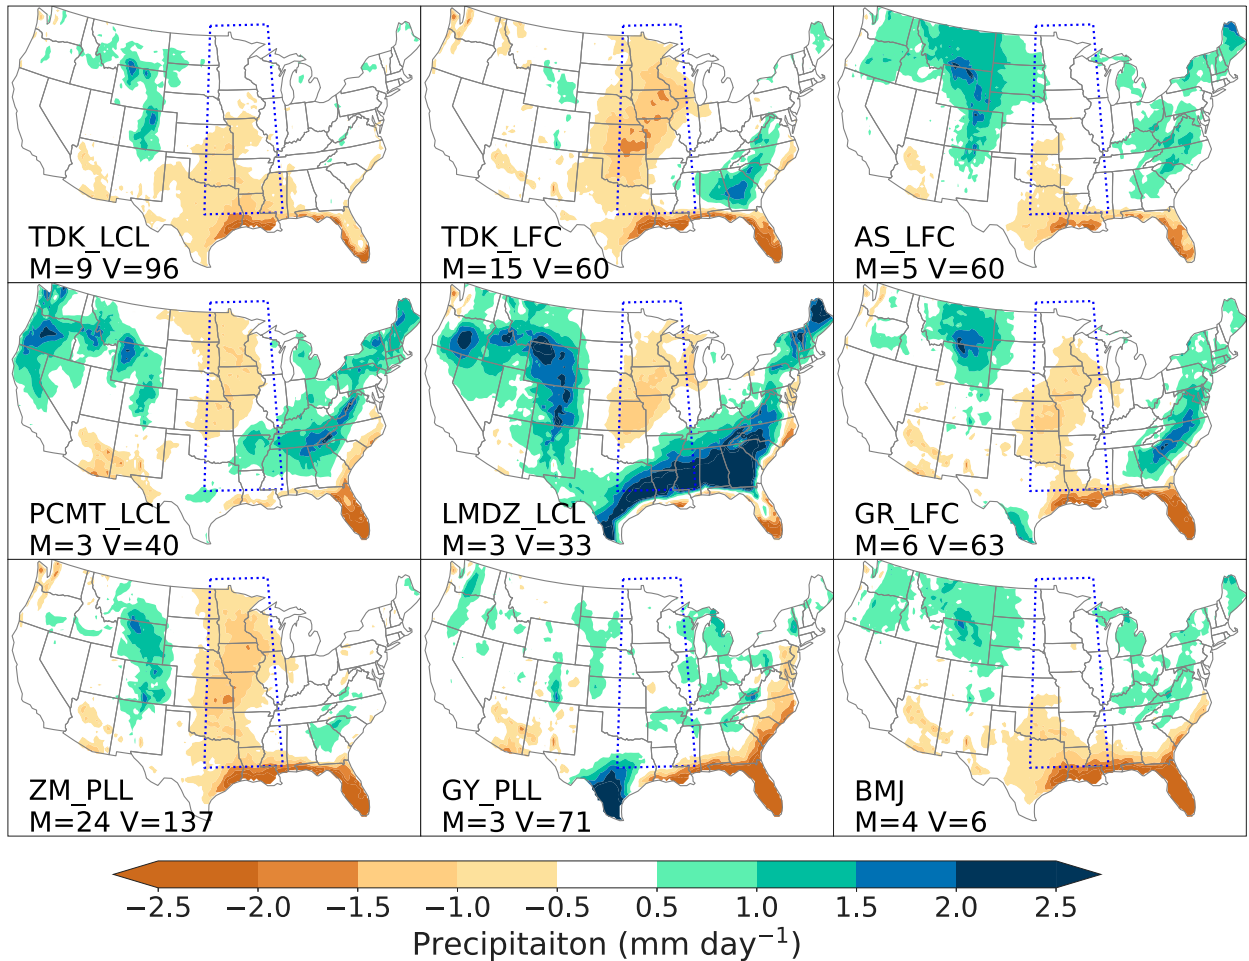 TDK_LCL
M=9 V=96
TDK_LFC
M=15 V=60
AS_LFC
M=5 V=60
PCMT_LCL
M=3 V=40
LMDZ_LCL
M=3 V=33
GR_LFC
M=6 V=63
ZM_PLL
M=24 V=137
GY_PLL
M=3 V=71
BMJ
M=4 V=6
−2.5 −2.0 −1.5 −1.0 −0.5 0.5 1.0 1.5 2.0 2.5
Precipitaiton (mm day⁻¹)